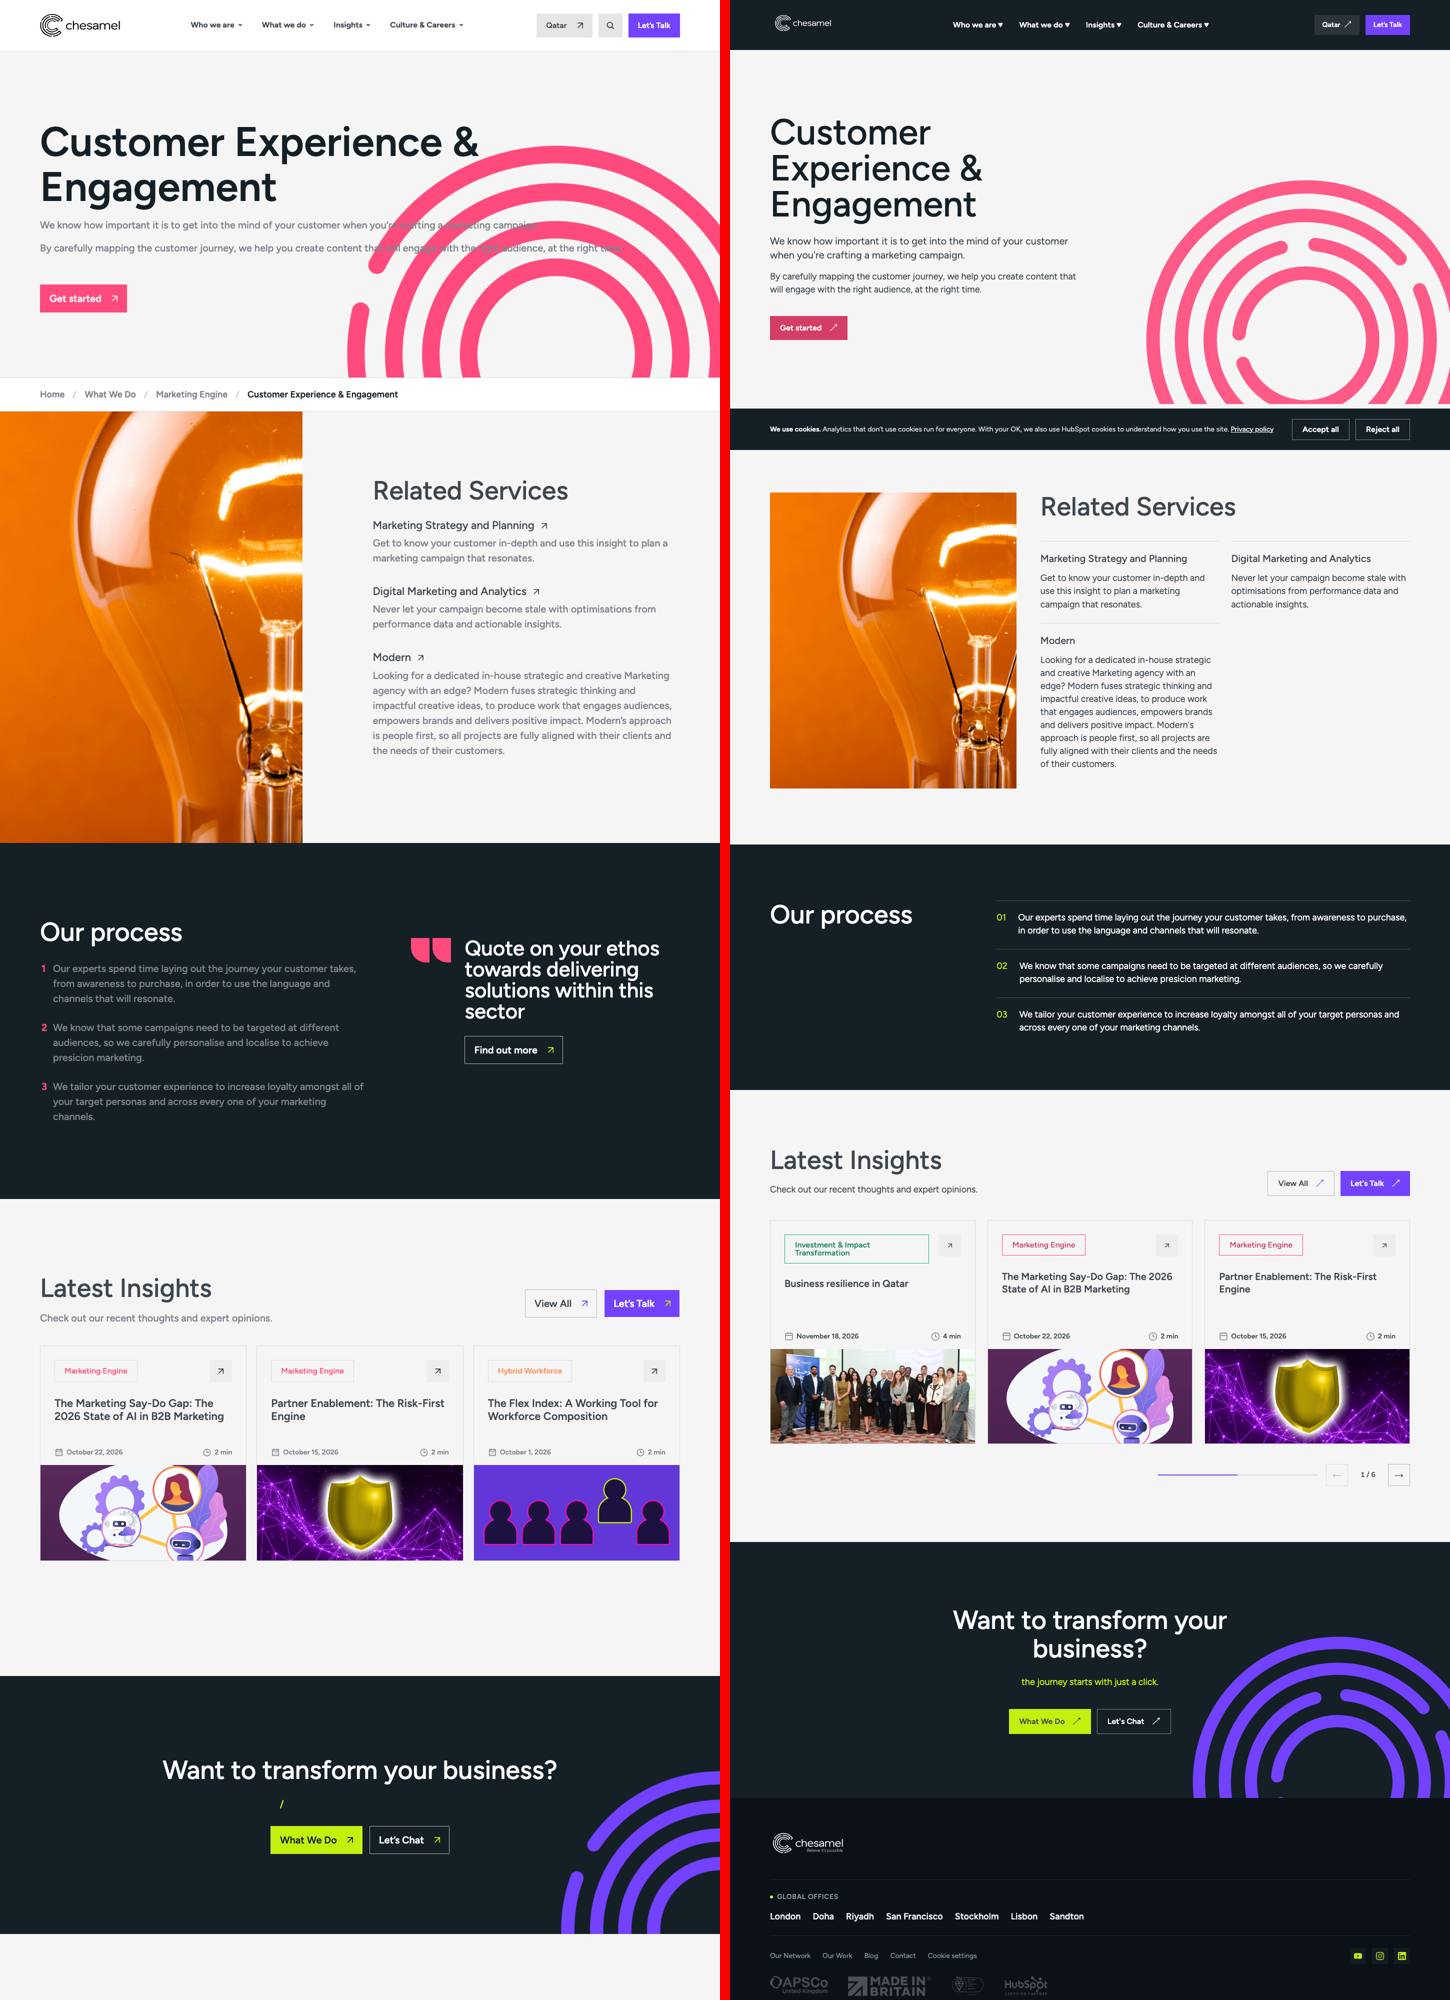 chesamel
Who we are
What we do
Insights
Culture & Careers
Qatar
Let's Talk
Customer Experience &
Engagement
We know how important it is to get into the mind of your customer when you're crafting a marketing campaign.
By carefully mapping the customer journey, we help you create content that will engage with the right audience, at the right time.
Get started
Home / What We Do / Marketing Engine / Customer Experience & Engagement
Related Services
Marketing Strategy and Planning
Get to know your customer in-depth and use this insight to plan a
marketing campaign that resonates.
Digital Marketing and Analytics
Never let your campaign become stale with optimisations from
performance data and actionable insights.
Modern
Looking for a dedicated in-house strategic and creative Marketing
agency with an edge? Modern fuses strategic thinking and
impactful creative ideas, to produce work that engages audiences,
empowers brands and delivers positive impact. Modern's approach
is people first, so all projects are fully aligned with their clients and
the needs of their customers.
Our process
1 Our experts spend time laying out the journey your customer takes,
from awareness to purchase, in order to use the language and
channels that will resonate.
2 We know that some campaigns need to be targeted at different
audiences, so we carefully personalise and localise to achieve
presicion marketing.
3 We tailor your customer experience to increase loyalty amongst all of
your target personas and across every one of your marketing
channels.
Quote on your ethos
towards delivering
solutions within this
sector
Find out more
Latest Insights
Check out our recent thoughts and expert opinions.
View All
Let's Talk
Marketing Engine
The Marketing Say-Do Gap: The
2026 State of AI in B2B Marketing
October 22, 2026
2 min
Marketing Engine
Partner Enablement: The Risk-First
Engine
October 15, 2026
2 min
Hybrid Workforce
The Flex Index: A Working Tool for
Workforce Composition
October 1, 2026
2 min
Want to transform your business?
/
What We Do
Let's Chat
chesamel
Who we are
What we do
Insights
Culture & Careers
Qatar
Let's Talk
Customer
Experience &
Engagement
We know how important it is to get into the mind of your customer
when you're crafting a marketing campaign.
By carefully mapping the customer journey, we help you create content that
will engage with the right audience, at the right time.
Get started
We use cookies. Analytics that don't use cookies run for everyone. With your OK, we also use HubSpot cookies to understand how you use the site. Privacy policy
Accept all
Reject all
Related Services
Marketing Strategy and Planning
Get to know your customer in-depth and
use this insight to plan a marketing
campaign that resonates.
Digital Marketing and Analytics
Never let your campaign become stale with
optimisations from performance data and
actionable insights.
Modern
Looking for a dedicated in-house strategic
and creative Marketing agency with an
edge? Modern fuses strategic thinking and
impactful creative ideas, to produce work
that engages audiences, empowers brands
and delivers positive impact. Modern's
approach is people first, so all projects are
fully aligned with their clients and the needs
of their customers.
Our process
01 Our experts spend time laying out the journey your customer takes, from awareness to purchase,
in order to use the language and channels that will resonate.
02 We know that some campaigns need to be targeted at different audiences, so we carefully
personalise and localise to achieve presicion marketing.
03 We tailor your customer experience to increase loyalty amongst all of your target personas and
across every one of your marketing channels.
Latest Insights
Check out our recent thoughts and expert opinions.
View All
Let's Talk
Investment & Impact
Transformation
Business resilience in Qatar
November 18, 2026
4 min
Marketing Engine
The Marketing Say-Do Gap: The 2026
State of AI in B2B Marketing
October 22, 2026
2 min
Marketing Engine
Partner Enablement: The Risk-First
Engine
October 15, 2026
2 min
1 / 6
Want to transform your
business?
the journey starts with just a click.
What We Do
Let's Chat
chesamel
Believe it's possible
GLOBAL OFFICES
London Doha Riyadh San Francisco Stockholm Lisbon Sandton
Our Network Our Work Blog Contact Cookie settings
APSCo
United Kingdom
MADE IN
BRITAIN
HubSpot